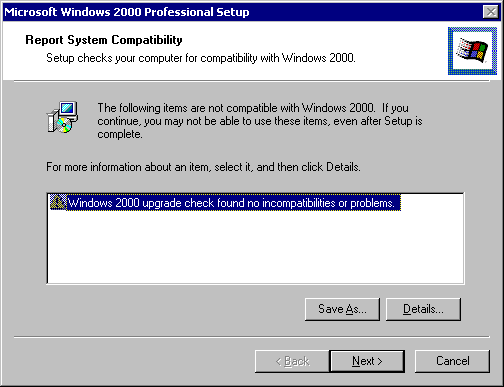 Microsoft Windows 2000 Professional Setup
Report System Compatibility
Setup checks your computer for compatibility with Windows 2000.
The following items are not compatible with Windows 2000. If you
continue, you may not be able to use these items, even after Setup is
complete.
For more information about an item, select it, and then click Details.
Windows 2000 upgrade check found no incompatibilities or problems.
Save As... Details...
< Back Next > Cancel